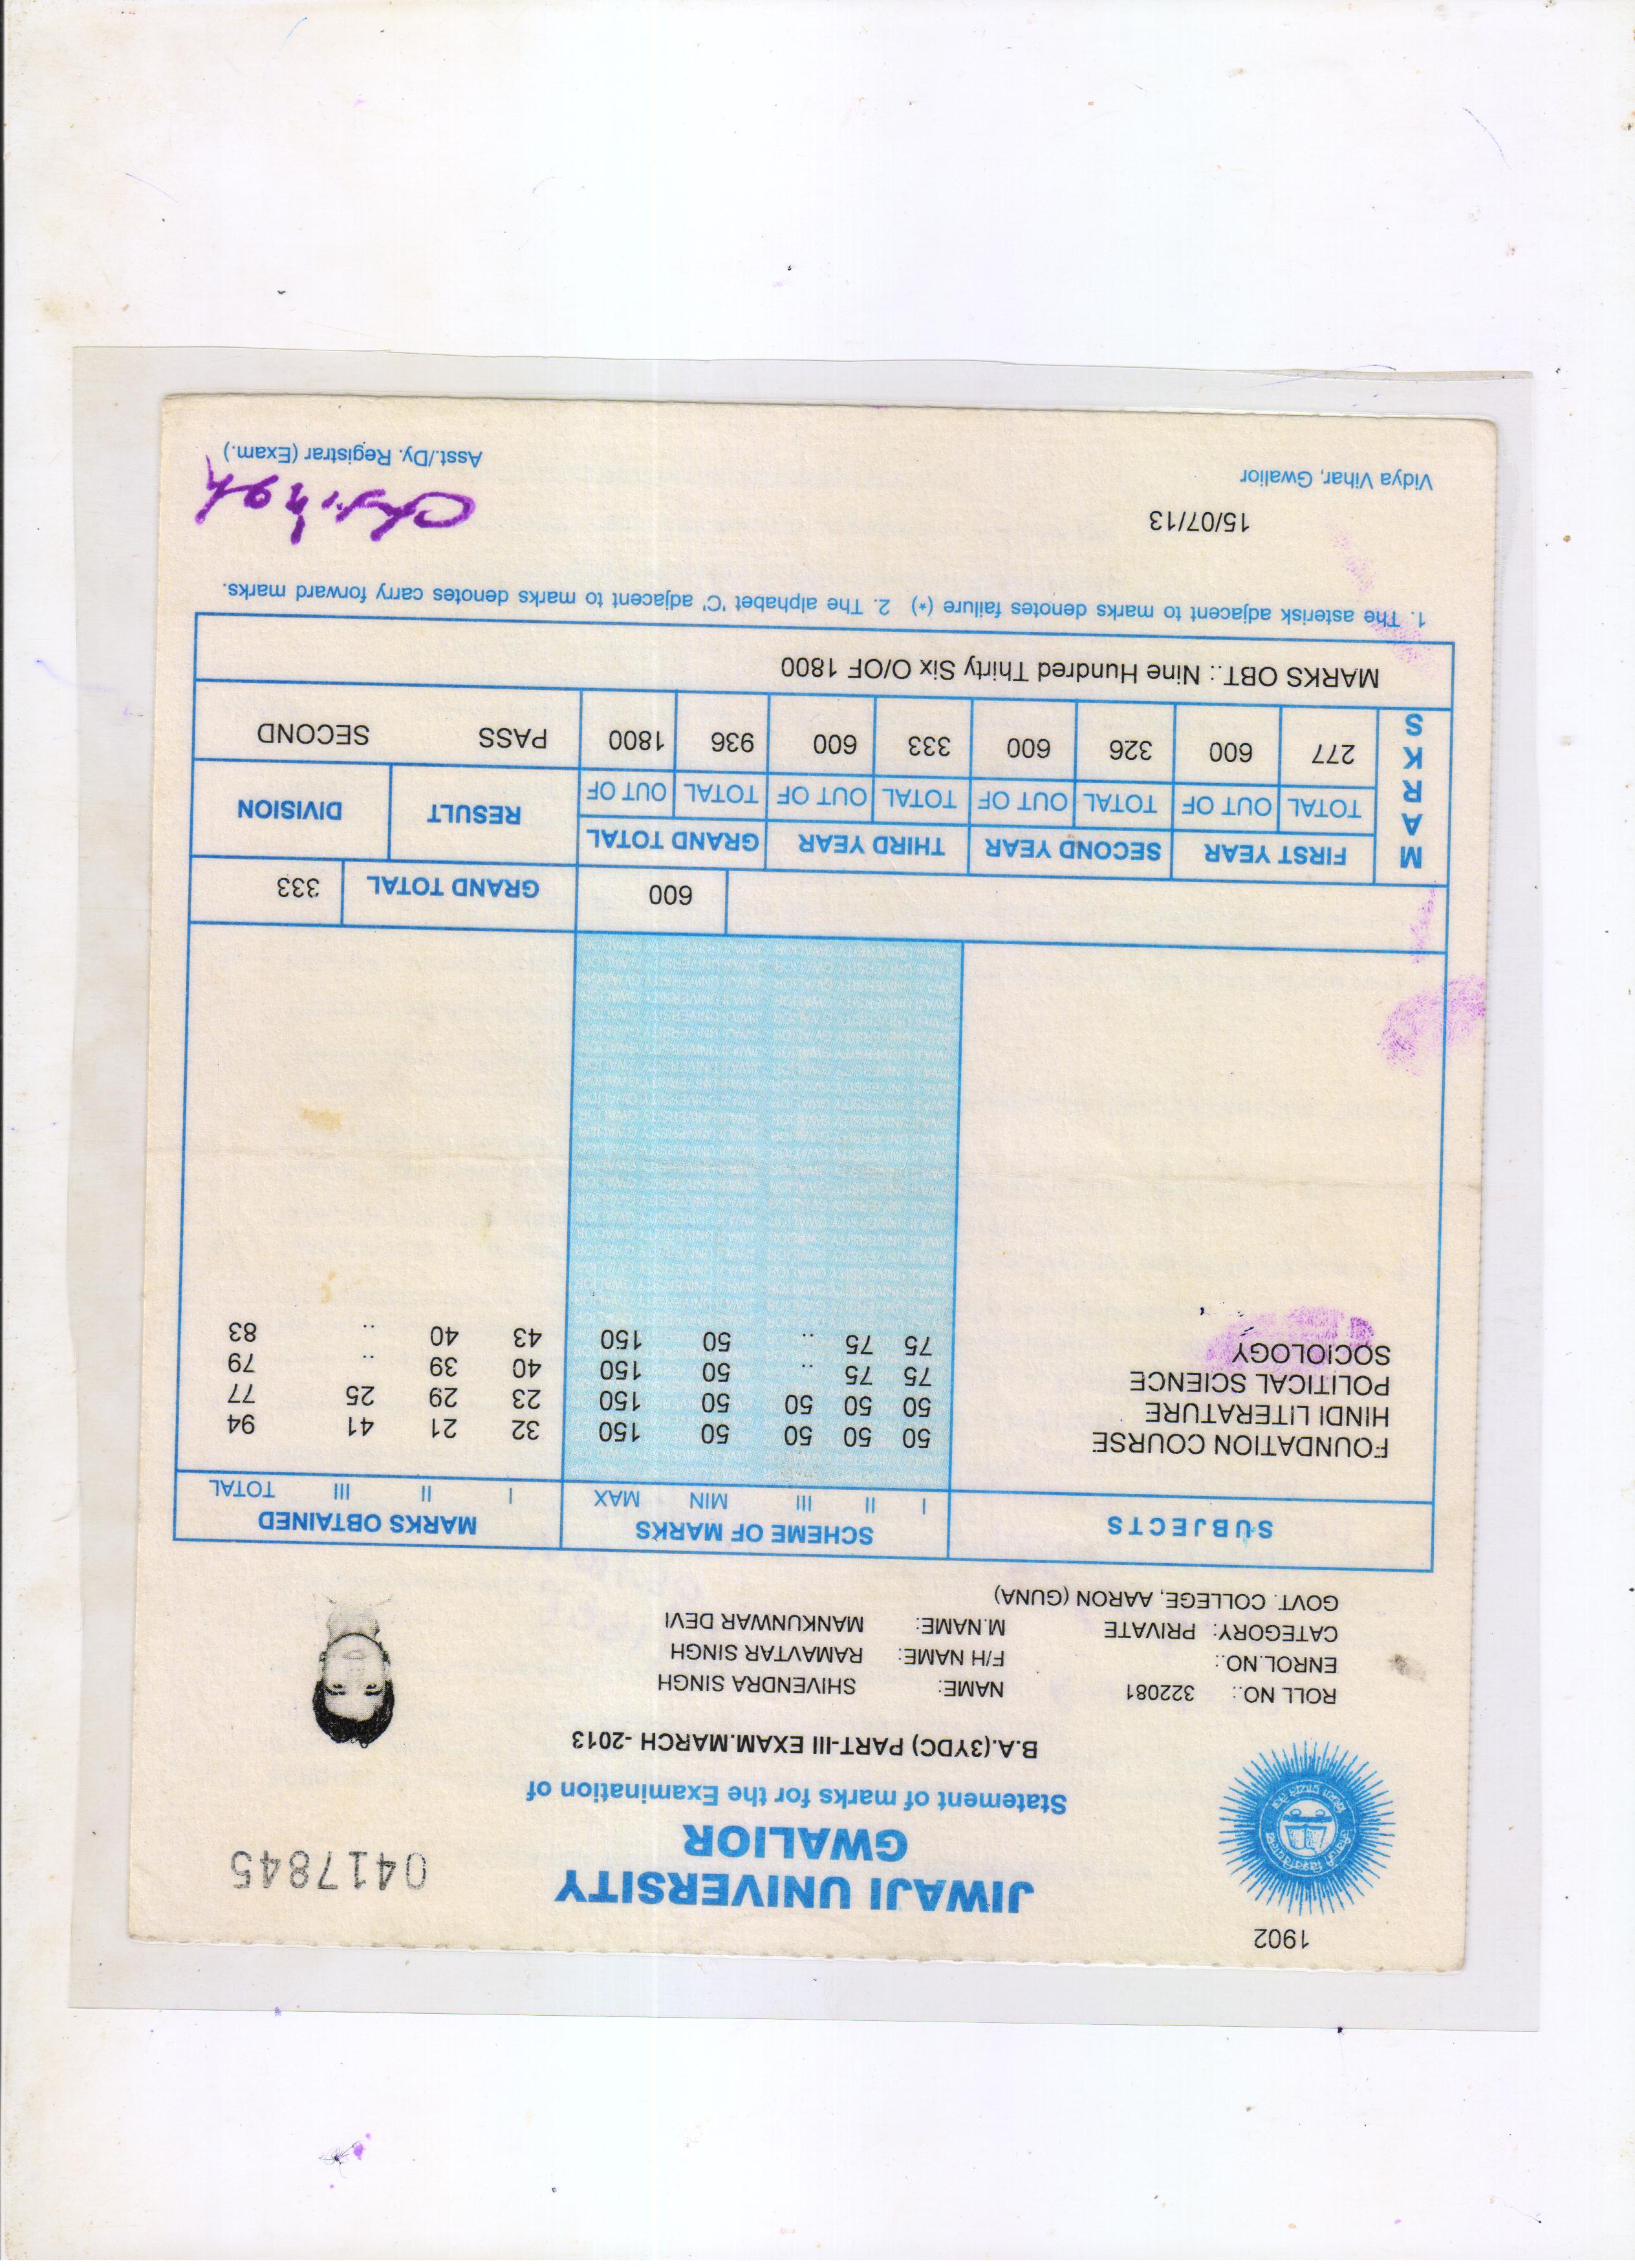 1902
0417845
JIWAJI UNIVERSITY
GWALIOR
Statement of marks for the Examination of
B.A.(3YDC) PART-III EXAM.MARCH -2013
ROLL NO.: 322081 NAME: SHIVENDRA SINGH
ENROL.NO.: F/H NAME: RAMAVTAR SINGH
CATEGORY: PRIVATE M.NAME: MANKUNWAR DEVI
GOVT. COLLEGE, AARON (GUNA)
SUBJECTS SCHEME OF MARKS MARKS OBTAINED
I II III MIN MAX I II III TOTAL
FOUNDATION COURSE 50 50 50 50 150 32 21 41 94
HINDI LITERATURE 50 50 50 50 150 23 29 25 77
POLITICAL SCIENCE 75 75 .. 50 150 40 39 .. 79
SOCIOLOGY 75 75 .. 50 150 43 40 .. 83
600 GRAND TOTAL 333
MARKS
FIRST YEAR SECOND YEAR THIRD YEAR GRAND TOTAL RESULT DIVISION
TOTAL OUT OF TOTAL OUT OF TOTAL OUT OF TOTAL OUT OF
277 600 326 600 333 600 936 1800 PASS SECOND
MARKS OBT.: Nine Hundred Thirty Six O/OF 1800
1. The asterisk adjacent to marks denotes failure (*) 2. The alphabet 'C' adjacent to marks denotes carry forward marks.
15/07/13
Vidya Vihar, Gwalior Asst./Dy. Registrar (Exam.)